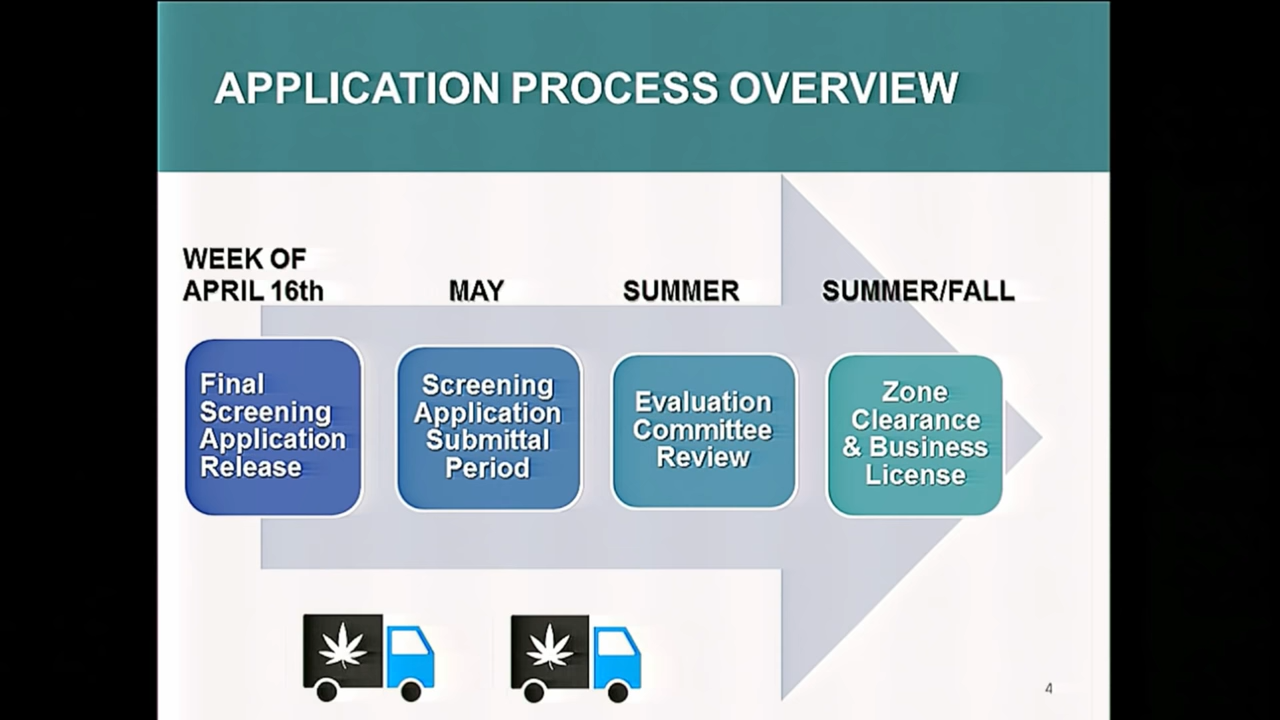 APPLICATION PROCESS OVERVIEW
WEEK OF
APRIL 16th
MAY
SUMMER
SUMMER/FALL
Final
Screening
Application
Release
Screening
Application
Submittal
Period
Evaluation
Committee
Review
Zone
Clearance
& Business
License
4